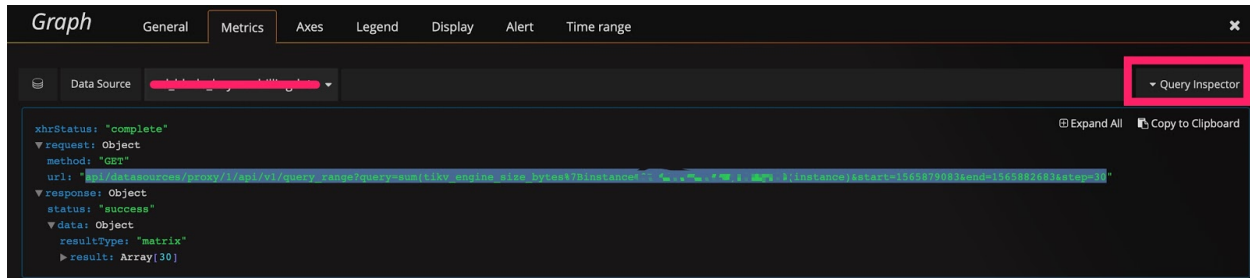 Graph General Metrics Axes Legend Display Alert Time range ×
Data Source Query Inspector
Expand All Copy to Clipboard
xhrStatus: "complete"
request: Object
method: "GET"
url: "api/datasources/proxy/1/api/v1/query_range?query=sum(tikv_engine_size_bytes%7Binstance (instance)&start=1565879083&end=1565882683&step=30"
response: Object
status: "success"
data: Object
resultType: "matrix"
result: Array[30]